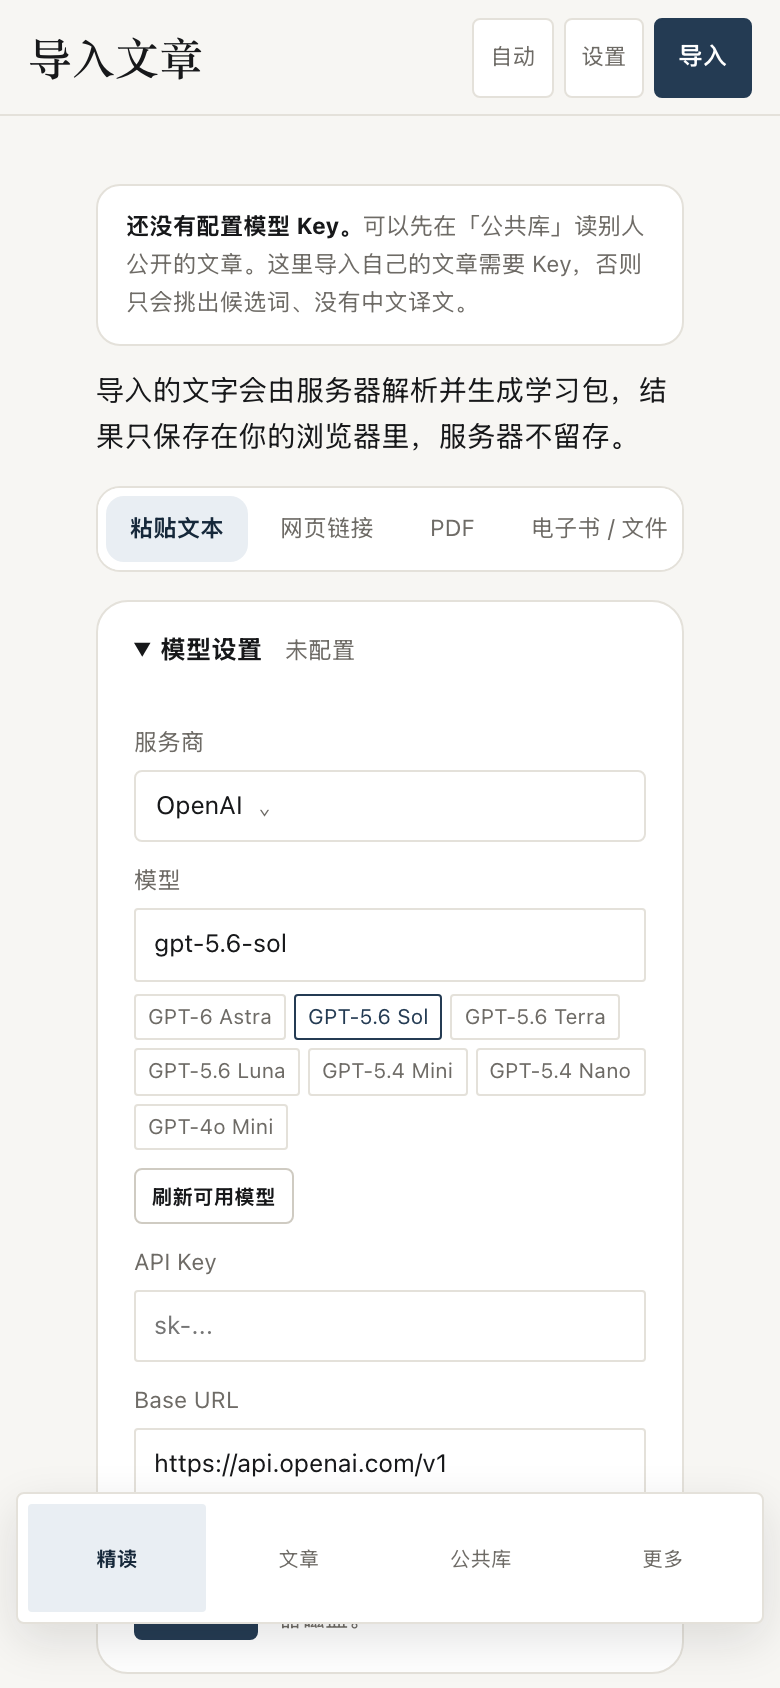 导入文章
自动
设置
导入
还没有配置模型 Key。可以先在「公共库」读别人
公开的文章。这里导入自己的文章需要 Key，否则
只会挑出候选词、没有中文译文。
导入的文字会由服务器解析并生成学习包，结
果只保存在你的浏览器里，服务器不留存。
粘贴文本
网页链接
PDF
电子书 / 文件
▼ 模型设置 未配置
服务商
OpenAI
模型
gpt-5.6-sol
GPT-6 Astra
GPT-5.6 Sol
GPT-5.6 Terra
GPT-5.6 Luna
GPT-5.4 Mini
GPT-5.4 Nano
GPT-4o Mini
刷新可用模型
API Key
sk-...
Base URL
https://api.openai.com/v1
精读
文章
公共库
更多